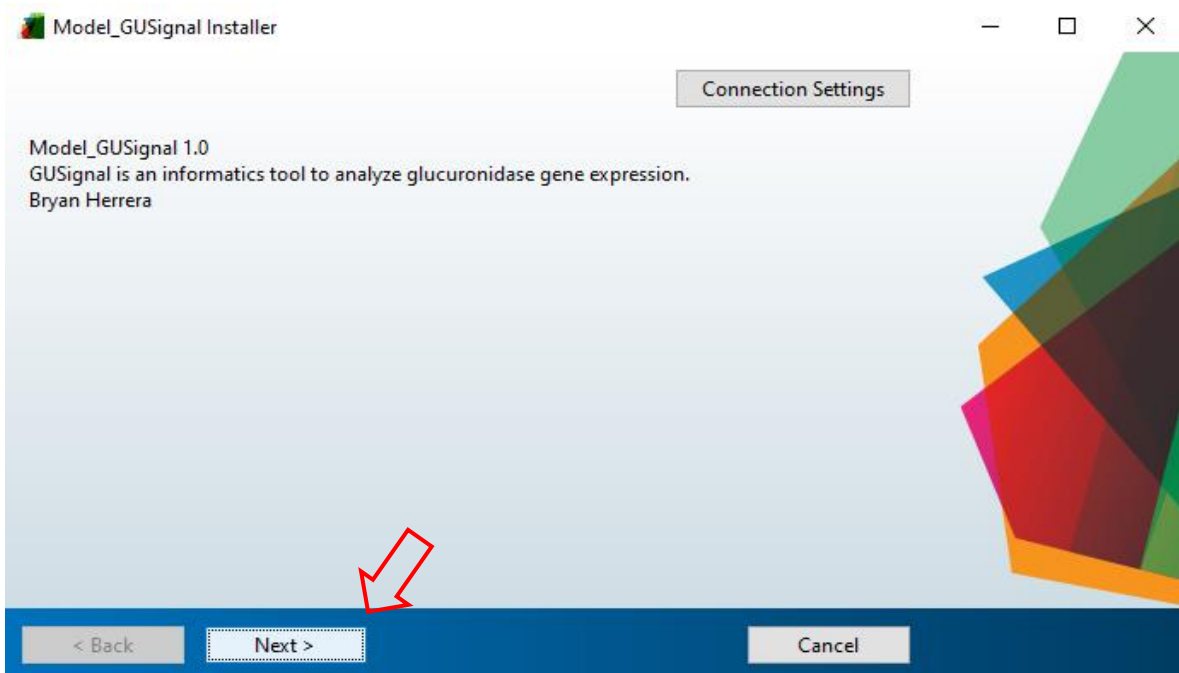 Model_GUSignal Installer
Connection Settings
Model_GUSignal 1.0
GUSignal is an informatics tool to analyze glucuronidase gene expression.
Bryan Herrera
< Back
Next >
Cancel